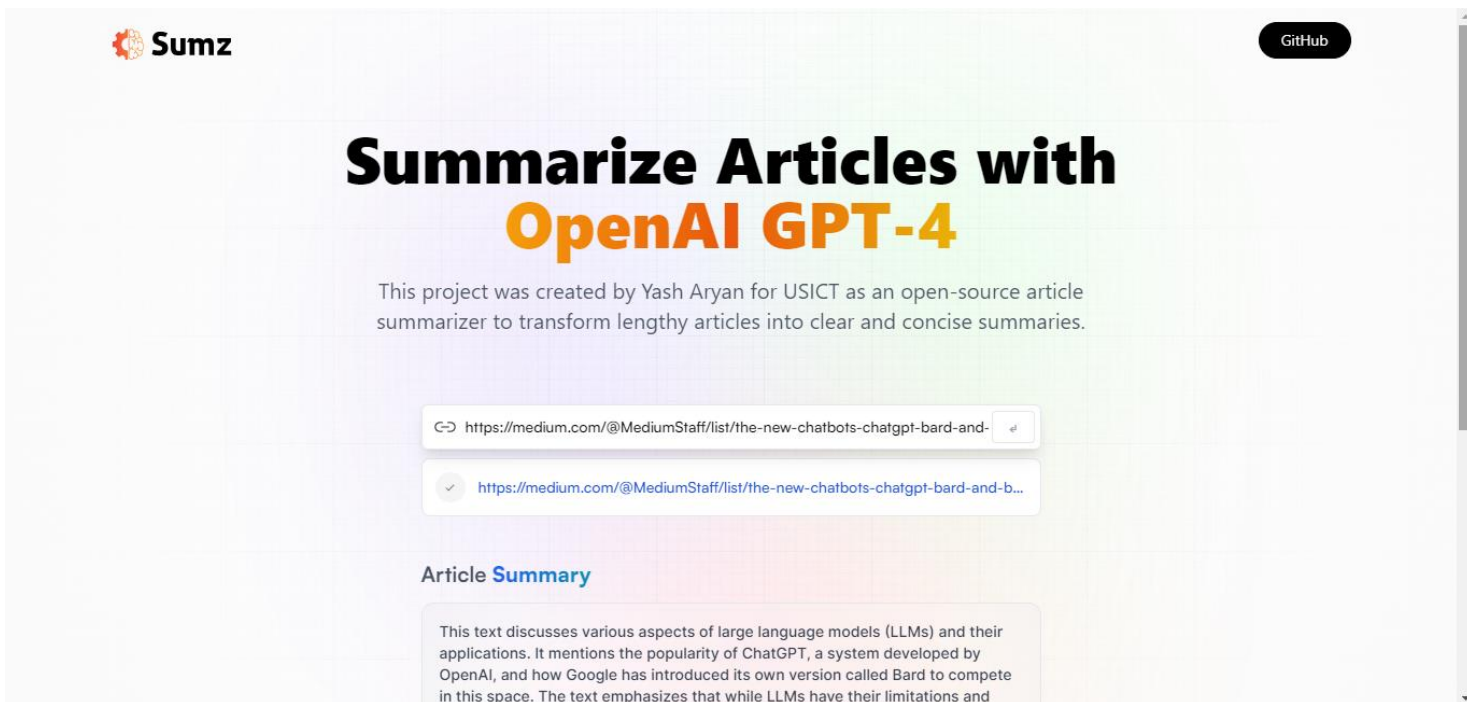 Sumz
GitHub
Summarize Articles with
OpenAI GPT-4
This project was created by Yash Aryan for USICT as an open-source article
summarizer to transform lengthy articles into clear and concise summaries.
https://medium.com/@MediumStaff/list/the-new-chatbots-chatgpt-bard-and-
https://medium.com/@MediumStaff/list/the-new-chatbots-chatgpt-bard-and-b...
Article Summary
This text discusses various aspects of large language models (LLMs) and their
applications. It mentions the popularity of ChatGPT, a system developed by
OpenAI, and how Google has introduced its own version called Bard to compete
in this space. The text emphasizes that while LLMs have their limitations and